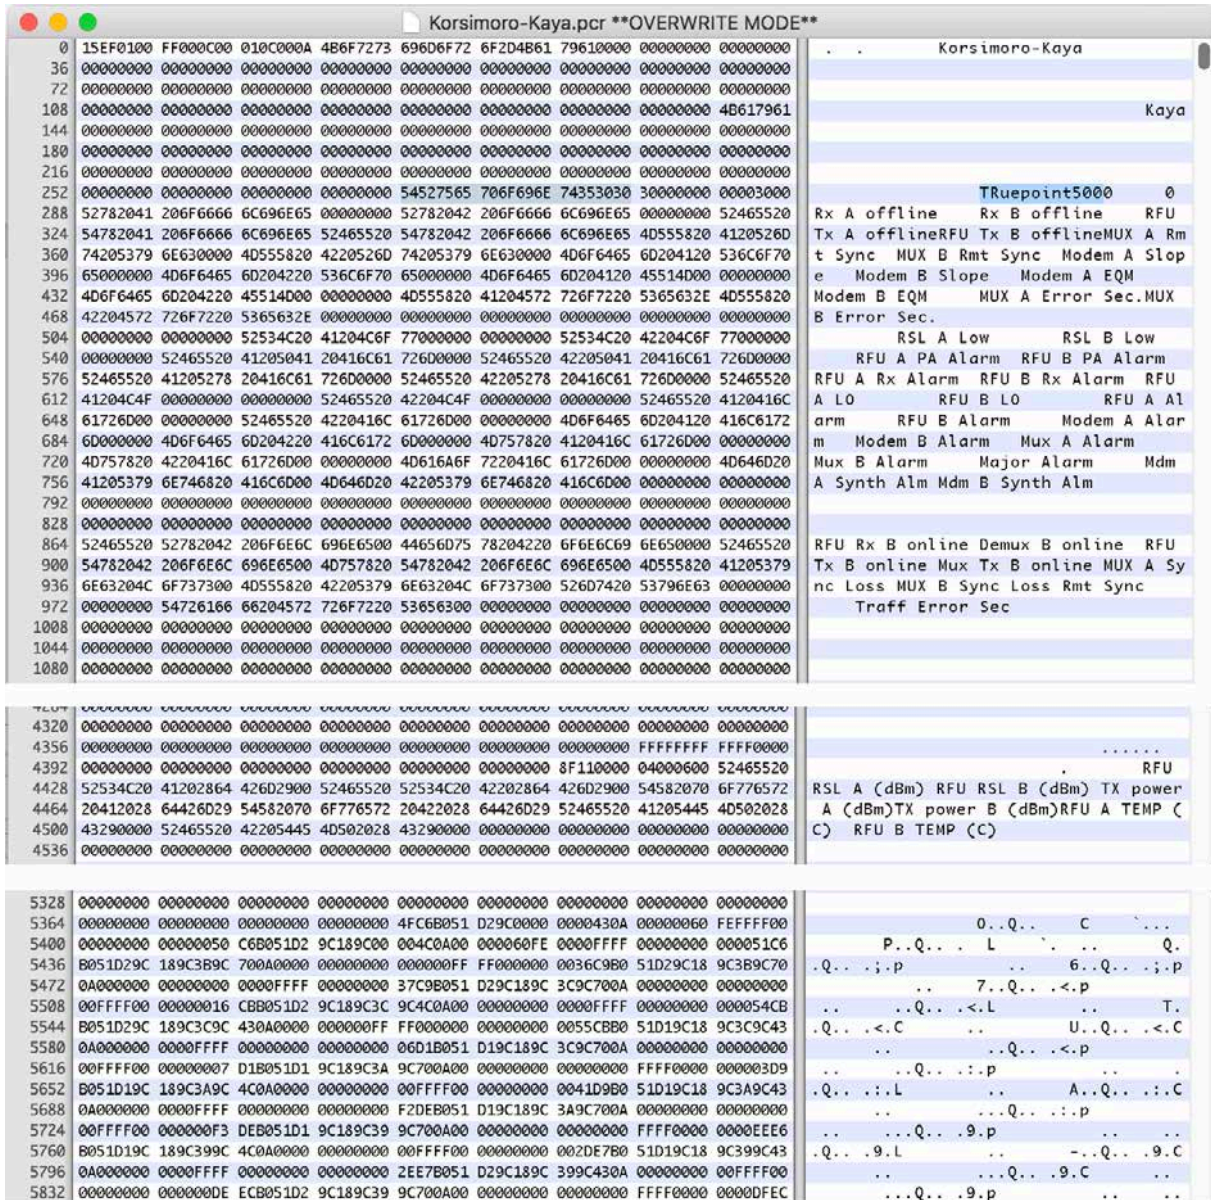 Korsimoro-Kaya.pcr **OVERWRITE MODE**
0 15EF0100 FF000C00 010C000A 4B6F7273 696D6F72 6F2D4B61 79610000 00000000 00000000 . . Korsimoro-Kaya
36 00000000 00000000 00000000 00000000 00000000 00000000 00000000 00000000 00000000
72 00000000 00000000 00000000 00000000 00000000 00000000 00000000 00000000 00000000
108 00000000 00000000 00000000 00000000 00000000 00000000 00000000 00000000 4B617961 Kaya
144 00000000 00000000 00000000 00000000 00000000 00000000 00000000 00000000 00000000
180 00000000 00000000 00000000 00000000 00000000 00000000 00000000 00000000 00000000
216 00000000 00000000 00000000 00000000 00000000 00000000 00000000 00000000 00000000
252 00000000 00000000 00000000 00000000 54527565 706F696E 74353030 30000000 00003000 TRuepoint5000 0
288 52782041 206F6666 6C696E65 00000000 52782042 206F6666 6C696E65 00000000 52465520 Rx A offline Rx B offline RFU
324 54782041 206F6666 6C696E65 52465520 54782042 206F6666 6C696E65 4D555820 4120526D Tx A offlineRFU Tx B offlineMUX A Rm
360 74205379 6E630000 4D555820 4220526D 74205379 6E630000 4D6F6465 6D204120 536C6F70 t Sync MUX B Rmt Sync Modem A Slop
396 65000000 4D6F6465 6D204220 536C6F70 65000000 4D6F6465 6D204120 45514D00 00000000 e Modem B Slope Modem A EQM
432 4D6F6465 6D204220 45514D00 00000000 4D555820 41204572 726F7220 5365632E 4D555820 Modem B EQM MUX A Error Sec.MUX
468 42204572 726F7220 5365632E 00000000 00000000 00000000 00000000 00000000 00000000 B Error Sec.
504 00000000 00000000 52534C20 41204C6F 77000000 00000000 52534C20 42204C6F 77000000 RSL A Low RSL B Low
540 00000000 52465520 41205041 20416C61 726D0000 52465520 42205041 20416C61 726D0000 RFU A PA Alarm RFU B PA Alarm
576 52465520 41205278 20416C61 726D0000 52465520 42205278 20416C61 726D0000 52465520 RFU A Rx Alarm RFU B Rx Alarm RFU
612 41204C4F 00000000 00000000 52465520 42204C4F 00000000 00000000 52465520 4120416C A LO RFU B LO RFU A Al
648 61726D00 00000000 52465520 4220416C 61726D00 00000000 4D6F6465 6D204120 416C6172 arm RFU B Alarm Modem A Alar
684 6D000000 4D6F6465 6D204220 416C6172 6D000000 4D757820 4120416C 61726D00 00000000 m Modem B Alarm Mux A Alarm
720 4D757820 4220416C 61726D00 00000000 4D616A6F 7220416C 61726D00 00000000 4D646D20 Mux B Alarm Major Alarm Mdm
756 41205379 6E746820 416C6D00 4D646D20 42205379 6E746820 416C6D00 00000000 00000000 A Synth Alm Mdm B Synth Alm
792 00000000 00000000 00000000 00000000 00000000 00000000 00000000 00000000 00000000
828 00000000 00000000 00000000 00000000 00000000 00000000 00000000 00000000 00000000
864 52465520 52782042 206F6E6C 696E6500 44656D75 78204220 6F6E6C69 6E650000 52465520 RFU Rx B online Demux B online RFU
900 54782042 206F6E6C 696E6500 4D757820 54782042 206F6E6C 696E6500 4D555820 41205379 Tx B online Mux Tx B online MUX A Sy
936 6E63204C 6F737300 4D555820 42205379 6E63204C 6F737300 526D7420 53796E63 00000000 nc Loss MUX B Sync Loss Rmt Sync
972 00000000 54726166 66204572 726F7220 53656300 00000000 00000000 00000000 00000000 Traff Error Sec
1008 00000000 00000000 00000000 00000000 00000000 00000000 00000000 00000000 00000000
1044 00000000 00000000 00000000 00000000 00000000 00000000 00000000 00000000 00000000
1080 00000000 00000000 00000000 00000000 00000000 00000000 00000000 00000000 00000000
4284 00000000 00000000 00000000 00000000 00000000 00000000 00000000 00000000 00000000
4320 00000000 00000000 00000000 00000000 00000000 00000000 00000000 00000000 00000000
4356 00000000 00000000 00000000 00000000 00000000 00000000 00000000 FFFFFFFF FFFF0000 ......
4392 00000000 00000000 00000000 00000000 00000000 00000000 8F110000 04000600 52465520 . RFU
4428 52534C20 41202864 426D2900 52465520 52534C20 42202864 426D2900 54582070 6F776572 RSL A (dBm) RFU RSL B (dBm) TX power
4464 20412028 64426D29 54582070 6F776572 20422028 64426D29 52465520 41205445 4D502028 A (dBm)TX power B (dBm)RFU A TEMP (
4500 43290000 52465520 42205445 4D502028 43290000 00000000 00000000 00000000 00000000 C) RFU B TEMP (C)
4536 00000000 00000000 00000000 00000000 00000000 00000000 00000000 00000000 00000000
5328 00000000 00000000 00000000 00000000 00000000 00000000 00000000 00000000 00000000
5364 00000000 00000000 00000000 00000000 4FC6B051 D29C0000 0000430A 00000060 FEFFFF00 O..Q.. C `...
5400 00000000 00000050 C6B051D2 9C189C00 004C0A00 000060FE 0000FFFF 00000000 000051C6 P..Q.. . L `. .. Q.
5436 B051D29C 189C3B9C 700A0000 00000000 000000FF FF000000 0036C9B0 51D29C18 9C3B9C70 .Q.. .;.p .. 6..Q.. .;.p
5472 0A000000 00000000 0000FFFF 00000000 37C9B051 D29C189C 3C9C700A 00000000 00000000 .. 7..Q.. .<.p
5508 00FFFF00 00000016 CBB051D2 9C189C3C 9C4C0A00 00000000 0000FFFF 00000000 000054CB .. ..Q.. .<.L .. T.
5544 B051D29C 189C3C9C 430A0000 000000FF FF000000 00000000 0055CBB0 51D19C18 9C3C9C43 .Q.. .<.C .. U..Q.. .<.C
5580 0A000000 0000FFFF 00000000 00000000 06D1B051 D19C189C 3C9C700A 00000000 00000000 .. ..Q.. .<.p
5616 00FFFF00 00000007 D1B051D1 9C189C3A 9C700A00 00000000 00000000 FFFF0000 000003D9 .. ..Q.. .:.p .. .
5652 B051D19C 189C3A9C 4C0A0000 00000000 00FFFF00 00000000 0041D9B0 51D19C18 9C3A9C43 .Q.. .:.L .. A..Q.. .:.C
5688 0A000000 0000FFFF 00000000 00000000 F2DEB051 D19C189C 3A9C700A 00000000 00000000 .. ...Q.. .:.p
5724 00FFFF00 000000F3 DEB051D1 9C189C39 9C700A00 00000000 00000000 FFFF0000 0000EEE6 .. ...Q.. .9.p .. ..
5760 B051D19C 189C399C 4C0A0000 00000000 00FFFF00 00000000 002DE7B0 51D19C18 9C399C43 .Q.. .9.L .. -..Q.. .9.C
5796 0A000000 0000FFFF 00000000 00000000 2EE7B051 D29C189C 399C430A 00000000 00FFFF00 .. ...Q.. .9.C ..
5832 00000000 000000DE ECB051D2 9C189C39 9C700A00 00000000 00000000 FFFF0000 0000DFEC ...Q.. .9.p .. ..